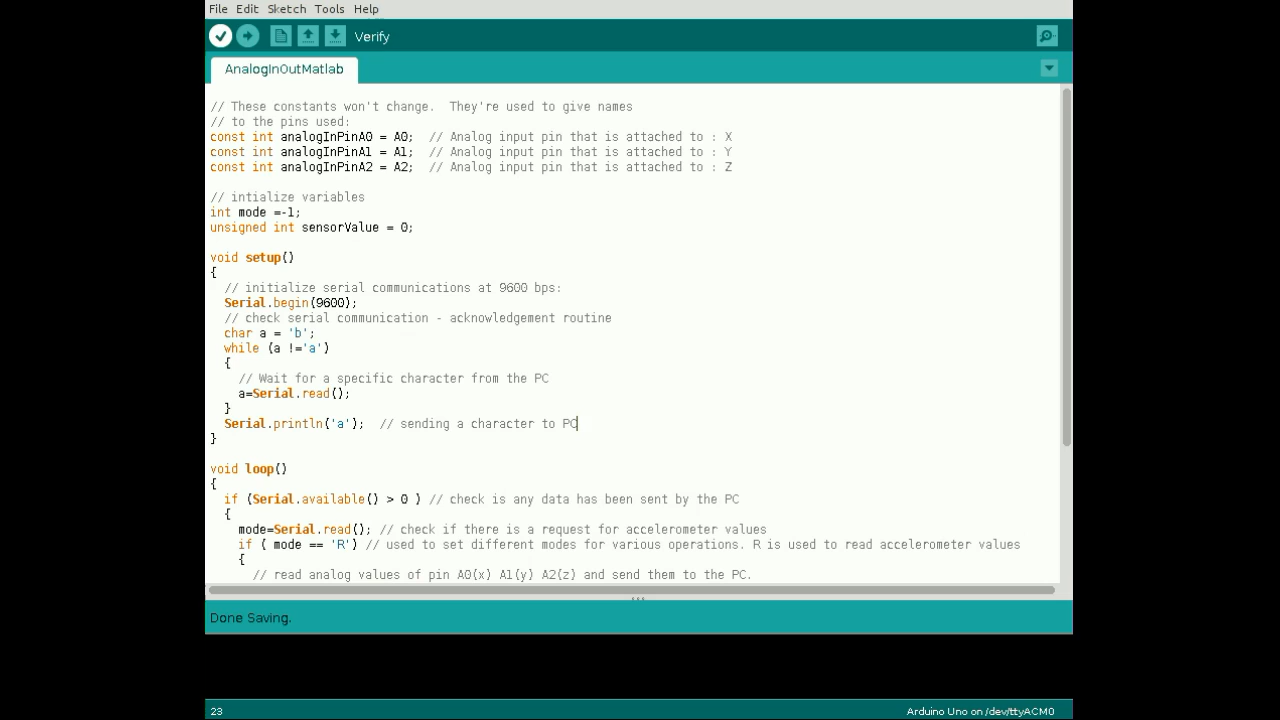 File Edit Sketch Tools Help
Verify
AnalogInOutMatlab
// These constants won't change.  They're used to give names
// to the pins used:
const int analogInPinA0 = A0;  // Analog input pin that is attached to : X
const int analogInPinA1 = A1;  // Analog input pin that is attached to : Y
const int analogInPinA2 = A2;  // Analog input pin that is attached to : Z
// intialize variables
int mode =-1;
unsigned int sensorValue = 0;
void setup()
{
  // initialize serial communications at 9600 bps:
  Serial.begin(9600);
  // check serial communication - acknowledgement routine
  char a = 'b';
  while (a !='a')
  {
    // Wait for a specific character from the PC
    a=Serial.read();
  }
  Serial.println('a');  // sending a character to PC
}
void loop()
{
  if (Serial.available() > 0 ) // check is any data has been sent by the PC
  {
    mode=Serial.read(); // check if there is a request for accelerometer values
    if ( mode == 'R') // used to set different modes for various operations. R is used to read accelerometer values
    {
      // read analog values of pin A0(x) A1(y) A2(z) and send them to the PC.
Done Saving.
23
Arduino Uno on /dev/ttyACM0